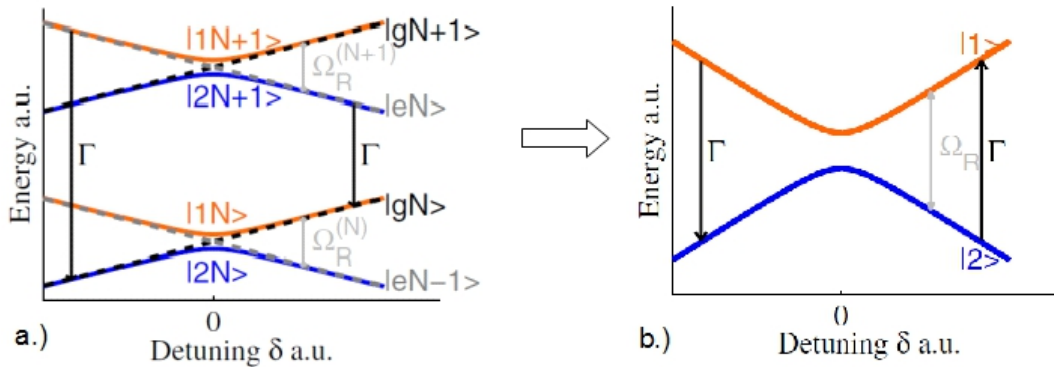 |1N+1>
|gN+1>
Ω_R^(N+1)
|2N+1>
|eN>
Γ
Γ
|1N>
|gN>
Ω_R^(N)
|2N>
|eN−1>
Energy a.u.
0
a.)
Detuning δ a.u.
|1>
Γ
Ω_R
Γ
|2>
Energy a.u.
0
b.)
Detuning δ a.u.